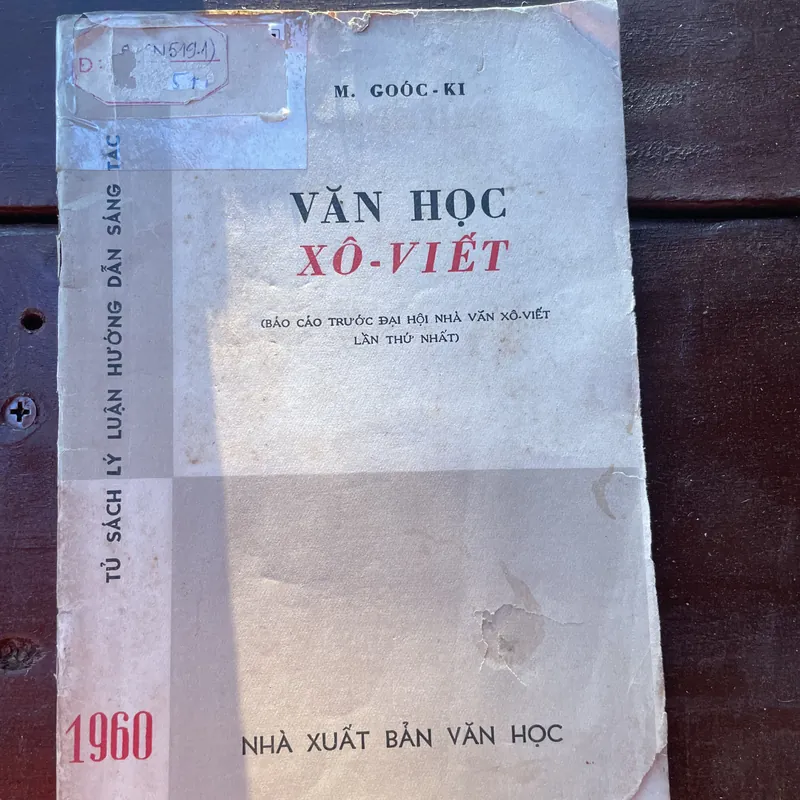 Đ:
N5191)
M. GOÓC-KI
VĂN HỌC
XÔ-VIẾT
(BÁO CÁO TRƯỚC ĐẠI HỘI NHÀ VĂN XÔ-VIẾT
LẦN THỨ NHẤT)
TỦ SÁCH LÝ LUẬN HƯỚNG DẪN SÁNG TÁC
1960
NHÀ XUẤT BẢN VĂN HỌC